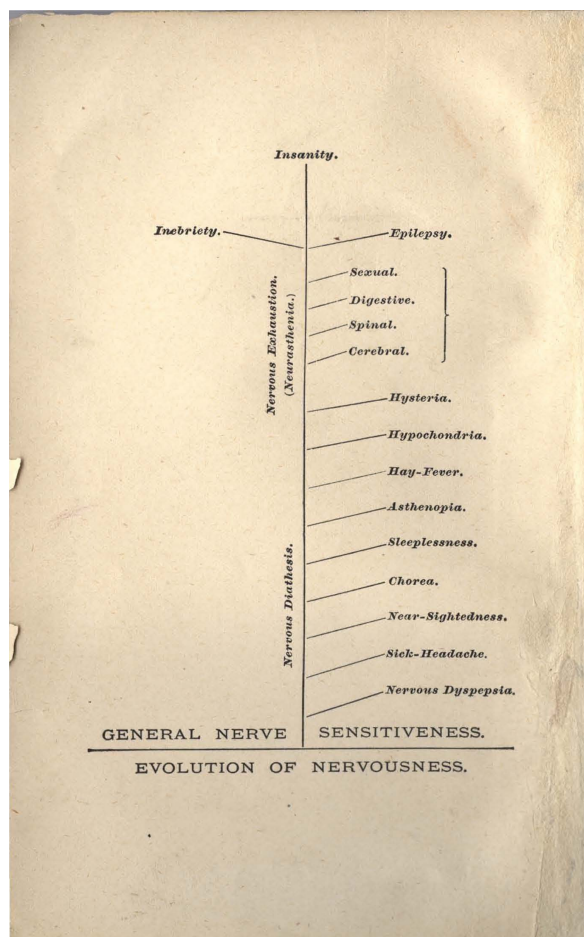 Insanity.
Inebriety.
Epilepsy.
Sexual.
Digestive.
Spinal.
Cerebral.
Nervous Exhaustion.
(Neurasthenia.)
Hysteria.
Hypochondria.
Hay-Fever.
Asthenopia.
Sleeplessness.
Chorea.
Near-Sightedness.
Sick-Headache.
Nervous Dyspepsia.
Nervous Diathesis.
GENERAL NERVE SENSITIVENESS.
EVOLUTION OF NERVOUSNESS.